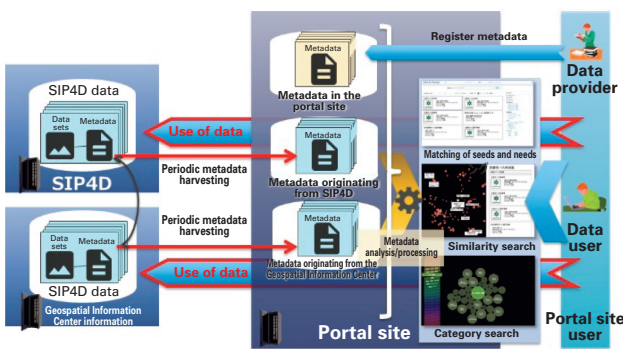 SIP4D data
Data
sets
Metadata
SIP4D
Data
sets
Metadata
SIP4D data
Geospatial Information
Center information
Use of data
Periodic metadata
harvesting
Periodic metadata
harvesting
Use of data
Metadata
Metadata in the
portal site
Metadata
Metadata originating
from SIP4D
Metadata
Metadata originating from the
Geospatial Information Center
Metadata
analysis/processing
Portal site
Register metadata
Matching of seeds and needs
Similarity search
Category search
Data
provider
Data
user
Portal site
user